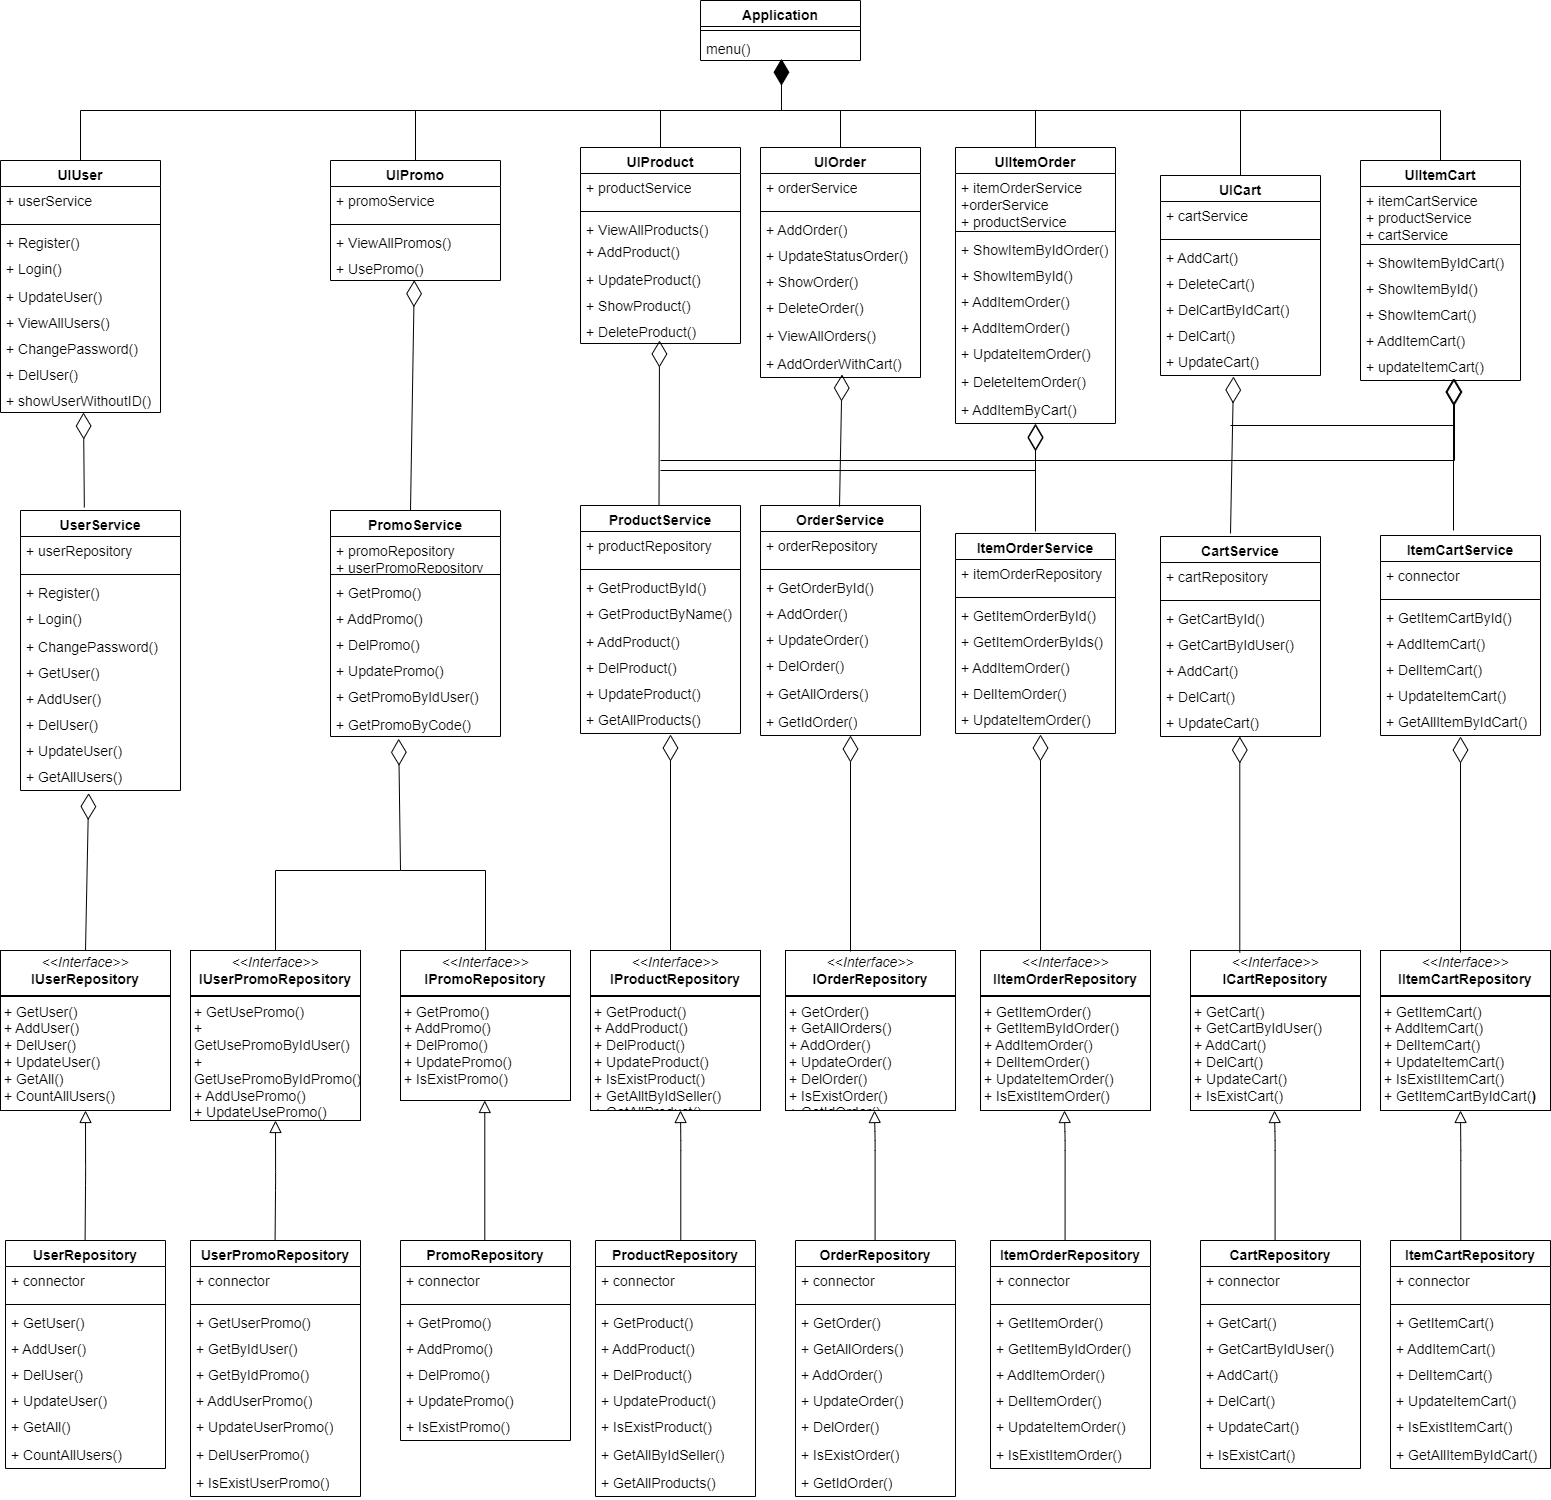 Application
menu()
UIUser
+ userService
+ Register()
+ Login()
+ UpdateUser()
+ ViewAllUsers()
+ ChangePassword()
+ DelUser()
+ showUserWithoutID()
UIPromo
+ promoService
+ ViewAllPromos()
+ UsePromo()
UIProduct
+ productService
+ ViewAllProducts()
+ AddProduct()
+ UpdateProduct()
+ ShowProduct()
+ DeleteProduct()
UIOrder
+ orderService
+ AddOrder()
+ UpdateStatusOrder()
+ ShowOrder()
+ DeleteOrder()
+ ViewAllOrders()
+ AddOrderWithCart()
UIItemOrder
+ itemOrderService
+orderService
+ productService
+ ShowItemByIdOrder()
+ ShowItemById()
+ AddItemOrder()
+ AddItemOrder()
+ UpdateItemOrder()
+ DeleteItemOrder()
+ AddItemByCart()
UICart
+ cartService
+ AddCart()
+ DeleteCart()
+ DelCartByIdCart()
+ DelCart()
+ UpdateCart()
UIItemCart
+ itemCartService
+ productService
+ cartService
+ ShowItemByIdCart()
+ ShowItemById()
+ ShowItemCart()
+ AddItemCart()
+ updateItemCart()
UserService
+ userRepository
+ Register()
+ Login()
+ ChangePassword()
+ GetUser()
+ AddUser()
+ DelUser()
+ UpdateUser()
+ GetAllUsers()
PromoService
+ promoRepository
+ userPromoRepository
+ GetPromo()
+ AddPromo()
+ DelPromo()
+ UpdatePromo()
+ GetPromoByIdUser()
+ GetPromoByCode()
ProductService
+ productRepository
+ GetProductById()
+ GetProductByName()
+ AddProduct()
+ DelProduct()
+ UpdateProduct()
+ GetAllProducts()
OrderService
+ orderRepository
+ GetOrderById()
+ AddOrder()
+ UpdateOrder()
+ DelOrder()
+ GetAllOrders()
+ GetIdOrder()
ItemOrderService
+ itemOrderRepository
+ GetItemOrderById()
+ GetItemOrderByIds()
+ AddItemOrder()
+ DelItemOrder()
+ UpdateItemOrder()
CartService
+ cartRepository
+ GetCartById()
+ GetCartByIdUser()
+ AddCart()
+ DelCart()
+ UpdateCart()
ItemCartService
+ connector
+ GetItemCartById()
+ AddItemCart()
+ DelItemCart()
+ UpdateItemCart()
+ GetAllItemByIdCart()
<<Interface>>
IUserRepository
+ GetUser()
+ AddUser()
+ DelUser()
+ UpdateUser()
+ GetAll()
+ CountAllUsers()
<<Interface>>
IUserPromoRepository
+ GetUsePromo()
+
GetUsePromoByIdUser()
+
GetUsePromoByIdPromo()
+ AddUsePromo()
+ UpdateUsePromo()
<<Interface>>
IPromoRepository
+ GetPromo()
+ AddPromo()
+ DelPromo()
+ UpdatePromo()
+ IsExistPromo()
<<Interface>>
IProductRepository
+ GetProduct()
+ AddProduct()
+ DelProduct()
+ UpdateProduct()
+ IsExistProduct()
+ GetAlltByIdSeller()
+ GetAllProduct()
<<Interface>>
IOrderRepository
+ GetOrder()
+ GetAllOrders()
+ AddOrder()
+ UpdateOrder()
+ DelOrder()
+ IsExistOrder()
+ GetIdOrder()
<<Interface>>
IItemOrderRepository
+ GetItemOrder()
+ GetItemByIdOrder()
+ AddItemOrder()
+ DelItemOrder()
+ UpdateItemOrder()
+ IsExistItemOrder()
<<Interface>>
ICartRepository
+ GetCart()
+ GetCartByIdUser()
+ AddCart()
+ DelCart()
+ UpdateCart()
+ IsExistCart()
<<Interface>>
IItemCartRepository
+ GetItemCart()
+ AddItemCart()
+ DelItemCart()
+ UpdateItemCart()
+ IsExistItemCart()
+ GetItemCartByIdCart()
UserRepository
+ connector
+ GetUser()
+ AddUser()
+ DelUser()
+ UpdateUser()
+ GetAll()
+ CountAllUsers()
UserPromoRepository
+ connector
+ GetUserPromo()
+ GetByIdUser()
+ GetByIdPromo()
+ AddUserPromo()
+ UpdateUserPromo()
+ DelUserPromo()
+ IsExistUserPromo()
PromoRepository
+ connector
+ GetPromo()
+ AddPromo()
+ DelPromo()
+ UpdatePromo()
+ IsExistPromo()
ProductRepository
+ connector
+ GetProduct()
+ AddProduct()
+ DelProduct()
+ UpdateProduct()
+ IsExistProduct()
+ GetAllByIdSeller()
+ GetAllProducts()
OrderRepository
+ connector
+ GetOrder()
+ GetAllOrders()
+ AddOrder()
+ UpdateOrder()
+ DelOrder()
+ IsExistOrder()
+ GetIdOrder()
ItemOrderRepository
+ connector
+ GetItemOrder()
+ GetItemByIdOrder()
+ AddItemOrder()
+ DelItemOrder()
+ UpdateItemOrder()
+ IsExistItemOrder()
CartRepository
+ connector
+ GetCart()
+ GetCartByIdUser()
+ AddCart()
+ DelCart()
+ UpdateCart()
+ IsExistCart()
ItemCartRepository
+ connector
+ GetItemCart()
+ AddItemCart()
+ DelItemCart()
+ UpdateItemCart()
+ IsExistItemCart()
+ GetAllItemByIdCart()